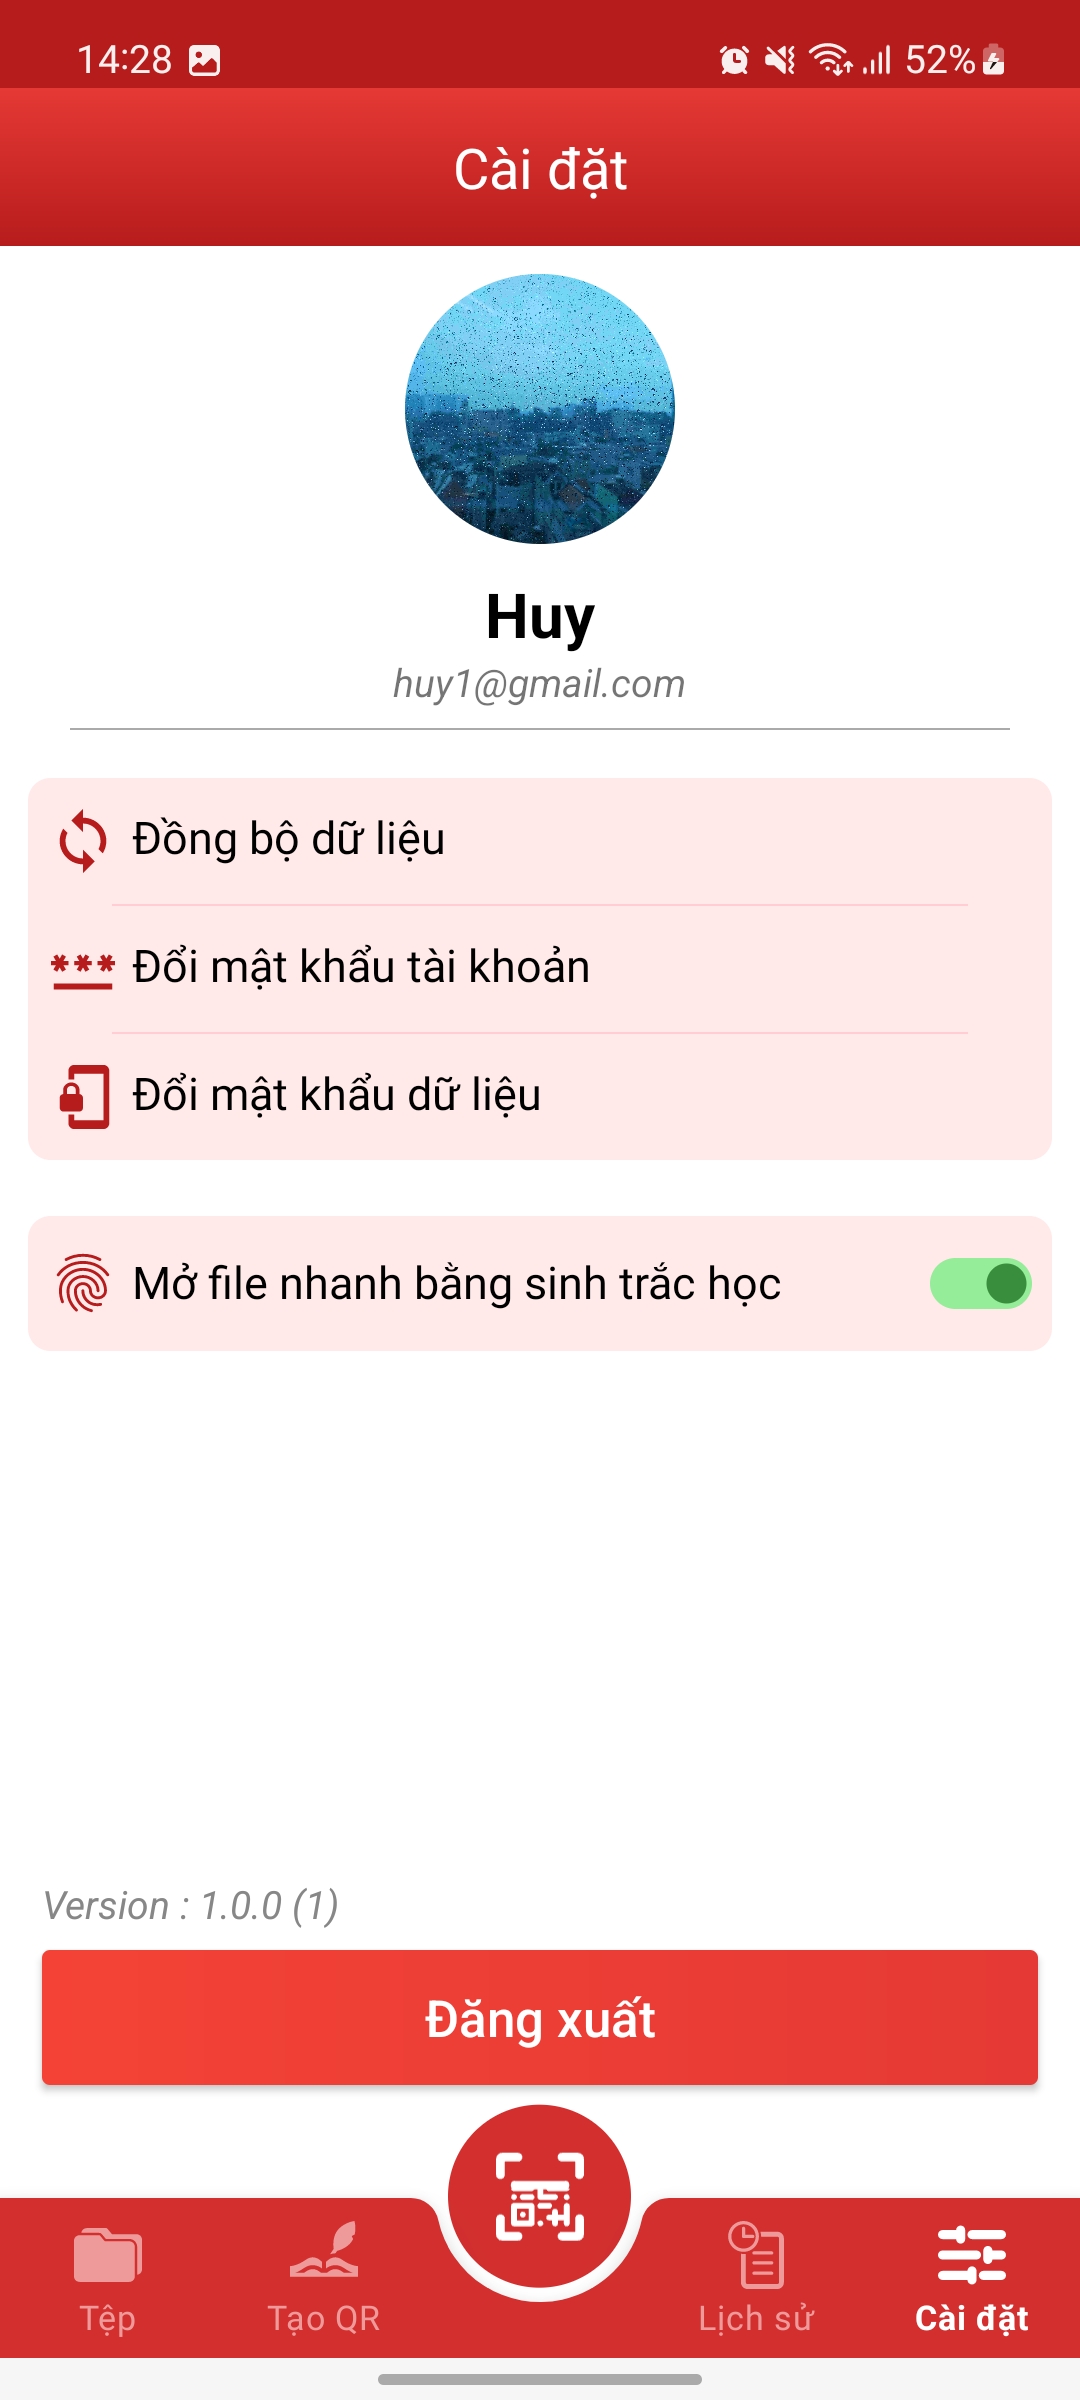 14:28
52%
Cài đặt
Huy
huy1@gmail.com
Đồng bộ dữ liệu
Đổi mật khẩu tài khoản
Đổi mật khẩu dữ liệu
Mở file nhanh bằng sinh trắc học
Version : 1.0.0 (1)
Đăng xuất
Tệp
Tạo QR
Lịch sử
Cài đặt